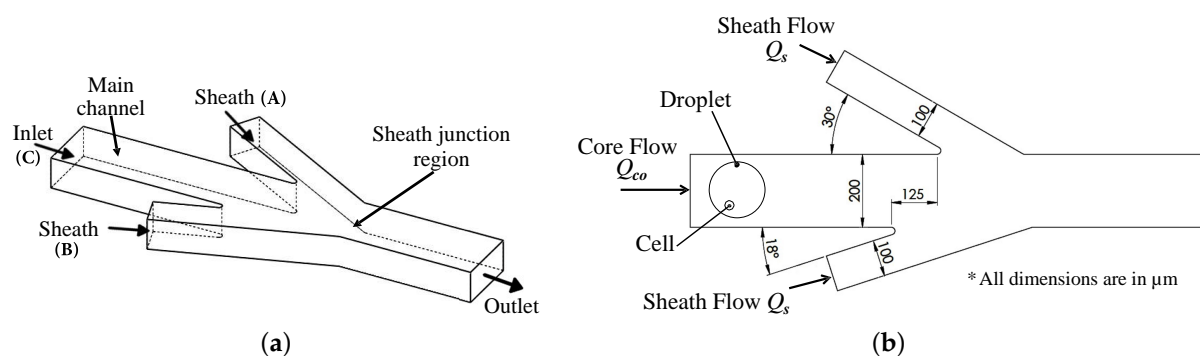 Main
channel
Sheath (A)
Inlet
(C)
Sheath junction
region
Sheath
(B)
Outlet
(a)
Sheath Flow
Qs
Droplet
30°
100
Core Flow
Qco
200
125
Cell
18°
100
Sheath Flow Qs
* All dimensions are in µm
(b)